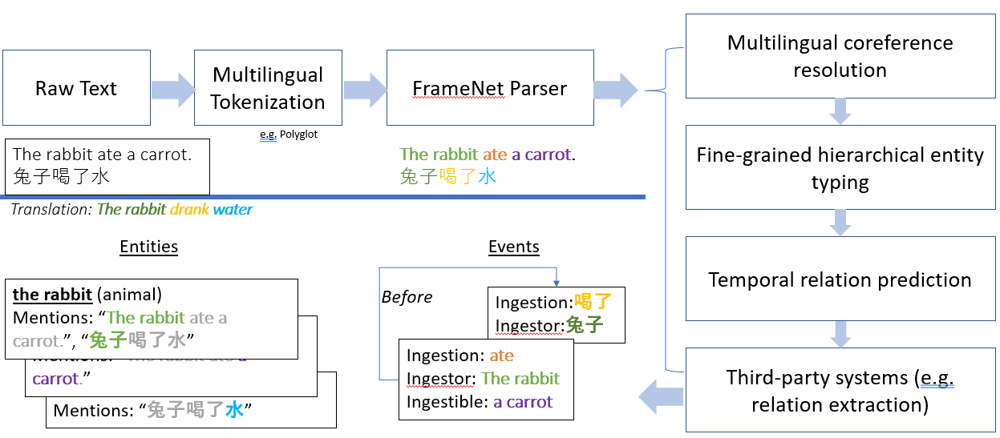 Raw Text
Multilingual
Tokenization
e.g. Polyglot
FrameNet Parser
The rabbit ate a carrot.
兔子喝了水
The rabbit ate a carrot.
兔子喝了水
Translation: The rabbit drank water
Multilingual coreference
resolution
Fine-grained hierarchical entity
typing
Temporal relation prediction
Third-party systems (e.g.
relation extraction)
Entities
the rabbit (animal)
Mentions: “The rabbit ate a
carrot.”, “兔子喝了水”
Mentions: “The rabbit ate a
carrot.”
Mentions: “兔子喝了水”
Events
Before
Ingestion:喝了
Ingestor:兔子
Ingestion: ate
Ingestor: The rabbit
Ingestible: a carrot